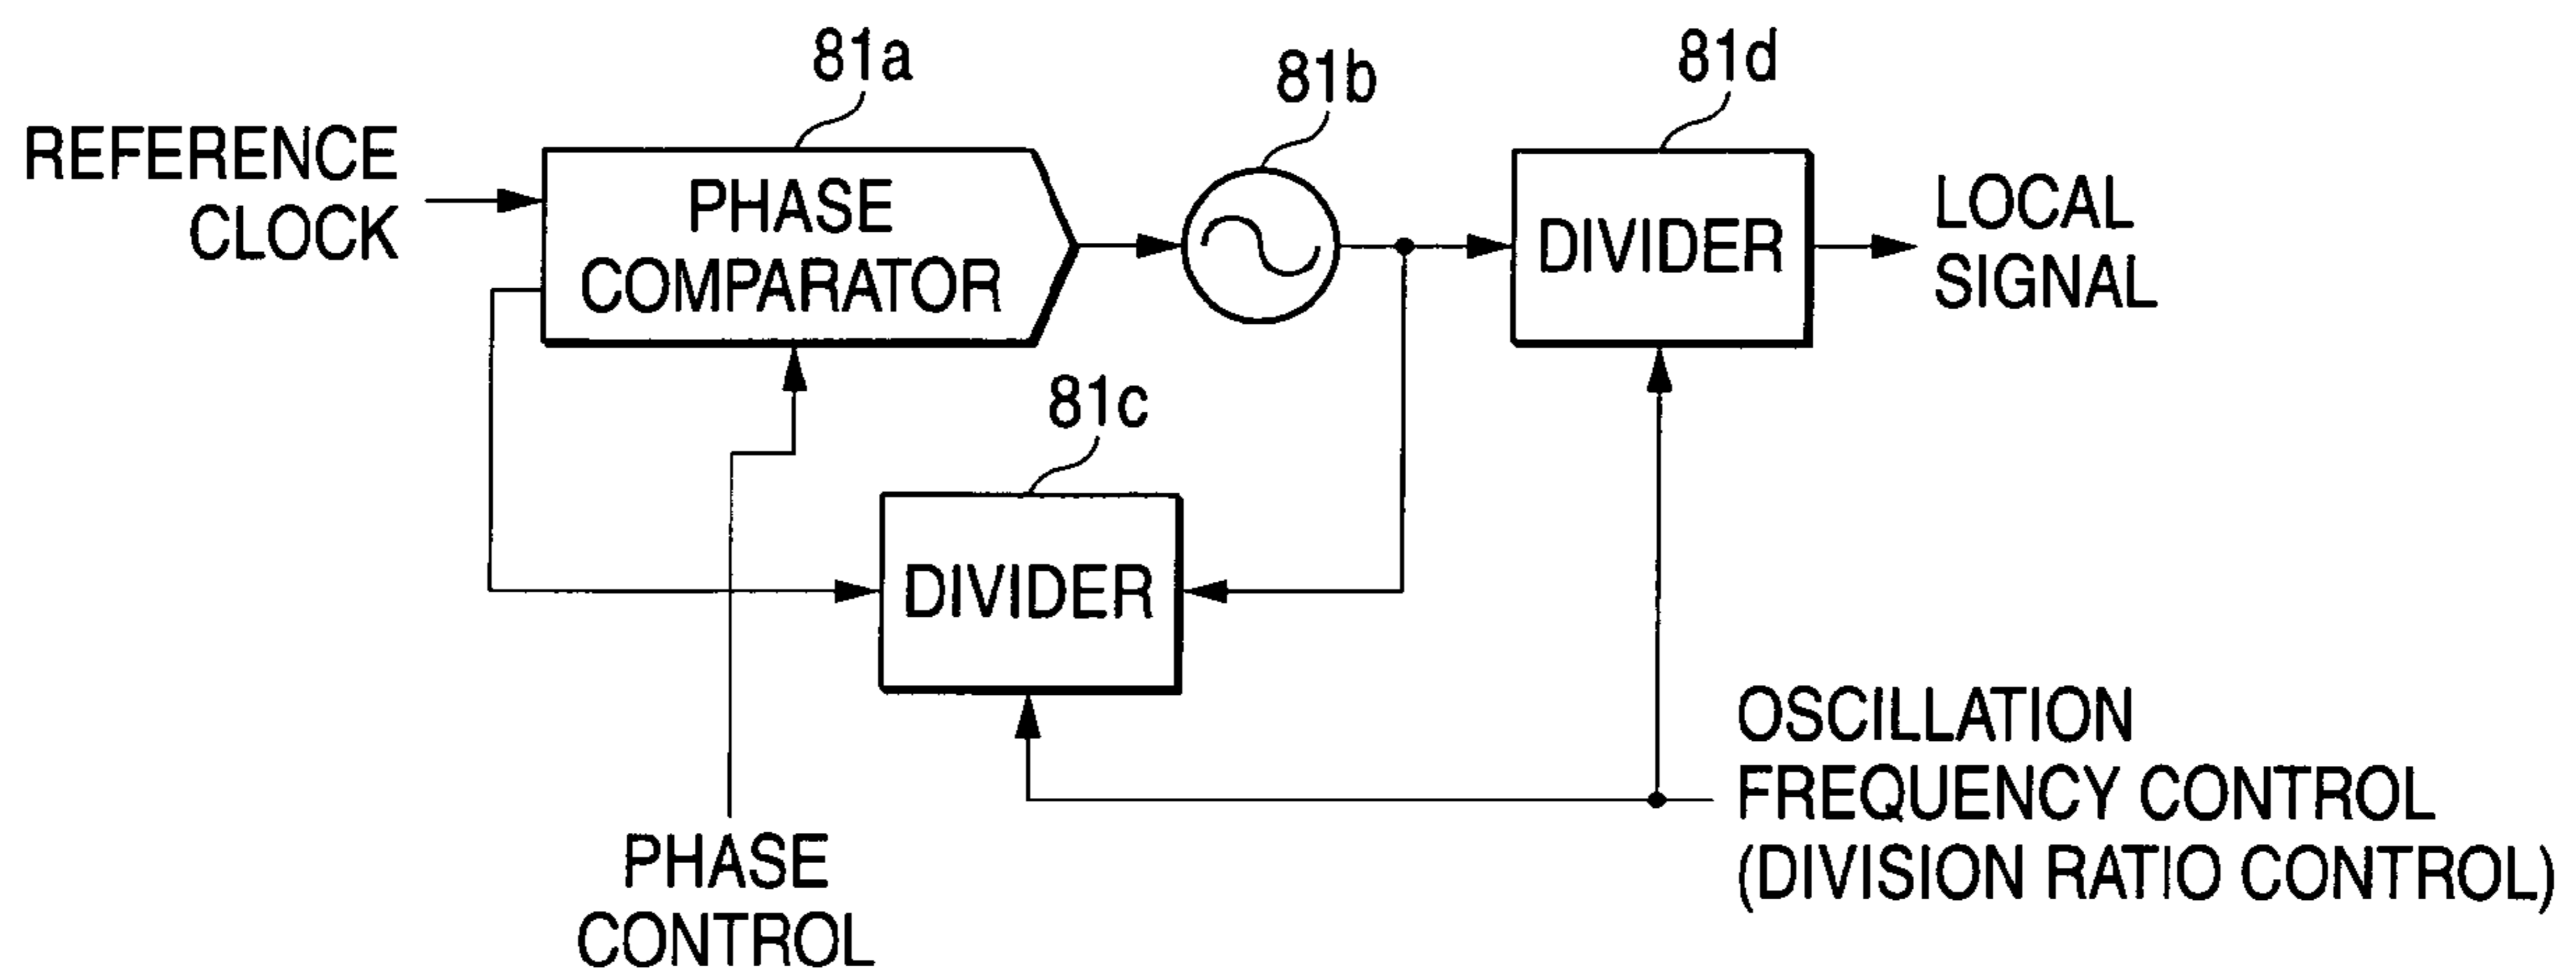 81a
81b
81d
REFERENCE
CLOCK
PHASE
COMPARATOR
DIVIDER
LOCAL
SIGNAL
81c
DIVIDER
OSCILLATION
FREQUENCY CONTROL
(DIVISION RATIO CONTROL)
PHASE
CONTROL